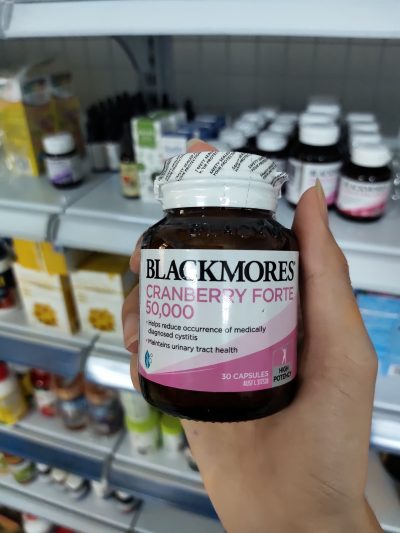 BLACKMORES®
CRANBERRY FORTE
50,000
• Helps reduce occurrence of medically
diagnosed cystitis
• Maintains urinary tract health
30 CAPSULES
HIGH
POTENCY
BLACKMORES